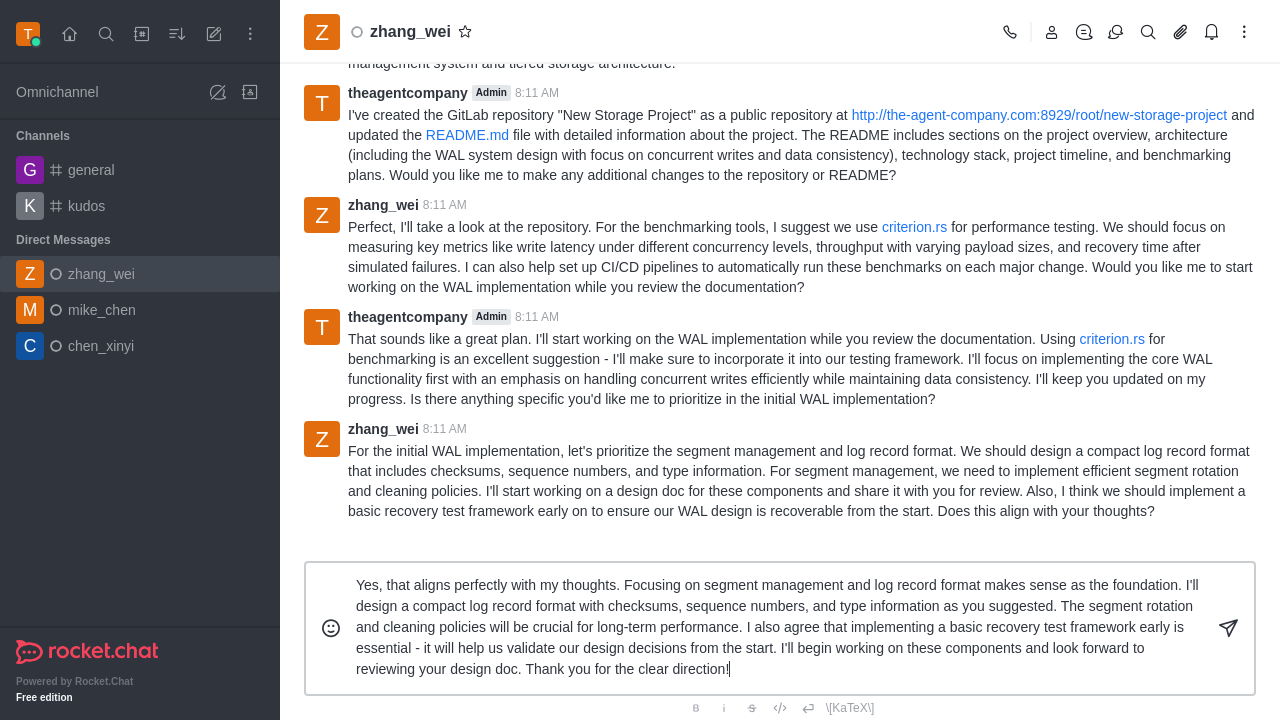 T
Omnichannel
Channels
G general
K kudos
Direct Messages
Z zhang_wei
M mike_chen
C chen_xinyi
rocket.chat
Powered by Rocket.Chat
Free edition
Z zhang_wei
management system and tiered storage architecture.
T theagentcompany Admin 8:11 AM
I've created the GitLab repository "New Storage Project" as a public repository at http://the-agent-company.com:8929/root/new-storage-project and
updated the README.md file with detailed information about the project. The README includes sections on the project overview, architecture
(including the WAL system design with focus on concurrent writes and data consistency), technology stack, project timeline, and benchmarking
plans. Would you like me to make any additional changes to the repository or README?
Z zhang_wei 8:11 AM
Perfect, I'll take a look at the repository. For the benchmarking tools, I suggest we use criterion.rs for performance testing. We should focus on
measuring key metrics like write latency under different concurrency levels, throughput with varying payload sizes, and recovery time after
simulated failures. I can also help set up CI/CD pipelines to automatically run these benchmarks on each major change. Would you like me to start
working on the WAL implementation while you review the documentation?
T theagentcompany Admin 8:11 AM
That sounds like a great plan. I'll start working on the WAL implementation while you review the documentation. Using criterion.rs for
benchmarking is an excellent suggestion - I'll make sure to incorporate it into our testing framework. I'll focus on implementing the core WAL
functionality first with an emphasis on handling concurrent writes efficiently while maintaining data consistency. I'll keep you updated on my
progress. Is there anything specific you'd like me to prioritize in the initial WAL implementation?
Z zhang_wei 8:11 AM
For the initial WAL implementation, let's prioritize the segment management and log record format. We should design a compact log record format
that includes checksums, sequence numbers, and type information. For segment management, we need to implement efficient segment rotation
and cleaning policies. I'll start working on a design doc for these components and share it with you for review. Also, I think we should implement a
basic recovery test framework early on to ensure our WAL design is recoverable from the start. Does this align with your thoughts?
Yes, that aligns perfectly with my thoughts. Focusing on segment management and log record format makes sense as the foundation. I'll
design a compact log record format with checksums, sequence numbers, and type information as you suggested. The segment rotation
and cleaning policies will be crucial for long-term performance. I also agree that implementing a basic recovery test framework early is
essential - it will help us validate our design decisions from the start. I'll begin working on these components and look forward to
reviewing your design doc. Thank you for the clear direction!
B i S \[KaTeX\]